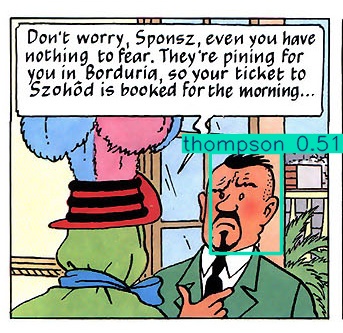 Don't worry, Sponsz, even you have
nothing to fear. They're pining for
you in Borduria, so your ticket to
Szohôd is booked for the morning...
thompson 0.51